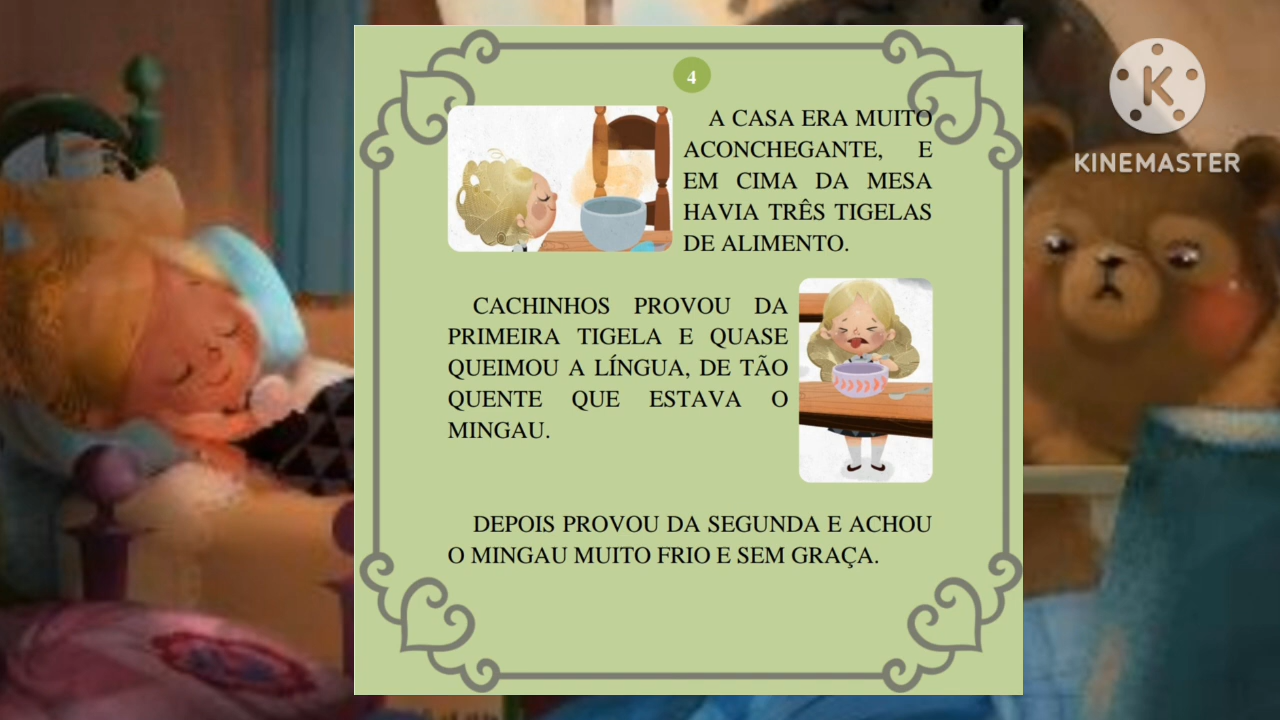 4
A CASA ERA MUITO
ACONCHEGANTE, E
EM CIMA DA MESA
HAVIA TRÊS TIGELAS
DE ALIMENTO.
CACHINHOS PROVOU DA
PRIMEIRA TIGELA E QUASE
QUEIMOU A LÍNGUA, DE TÃO
QUENTE QUE ESTAVA O
MINGAU.
DEPOIS PROVOU DA SEGUNDA E ACHOU
O MINGAU MUITO FRIO E SEM GRAÇA.
K
KINEMASTER